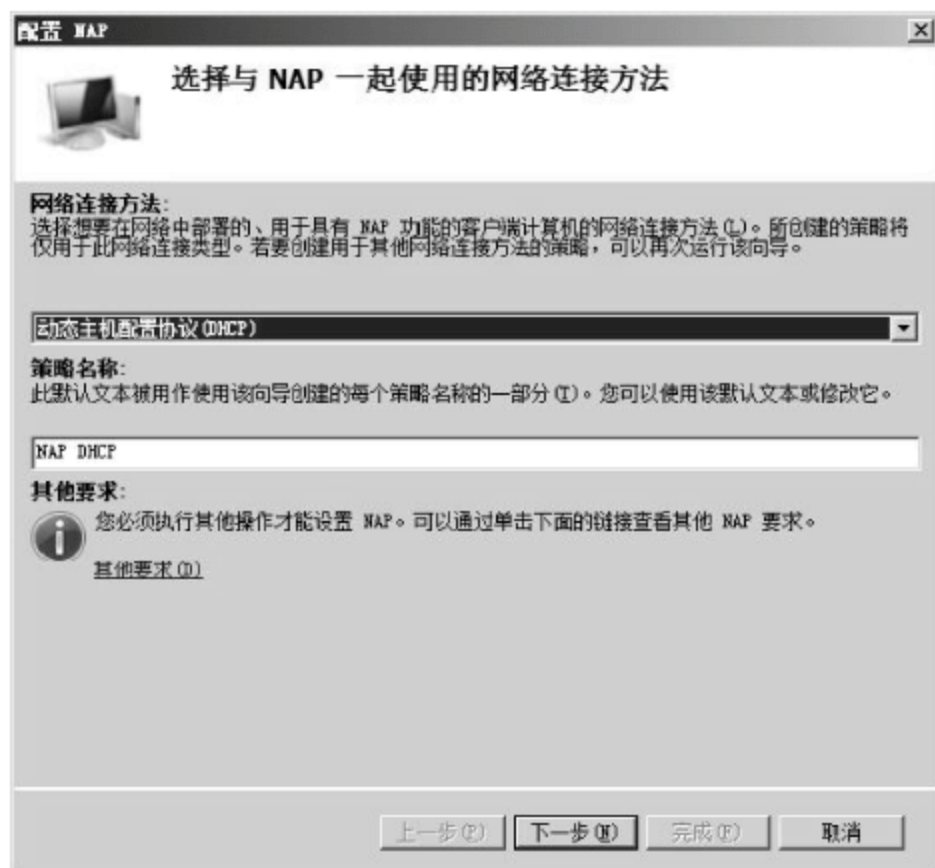 配置 NAP
选择与 NAP 一起使用的网络连接方法
网络连接方法:
选择想要在网络中部署的、用于具有 NAP 功能的客户端计算机的网络连接方法(L)。所创建的策略将
仅用于此网络连接类型。若要创建用于其他网络连接方法的策略，可以再次运行该向导。
动态主机配置协议(DHCP)
策略名称:
此默认文本被用作使用该向导创建的每个策略名称的一部分(T)。您可以使用该默认文本或修改它。
NAP DHCP
其他要求:
您必须执行其他操作才能设置 NAP。可以通过单击下面的链接查看其他 NAP 要求。
其他要求(D)
上一步(P) 下一步(N) 完成(F) 取消